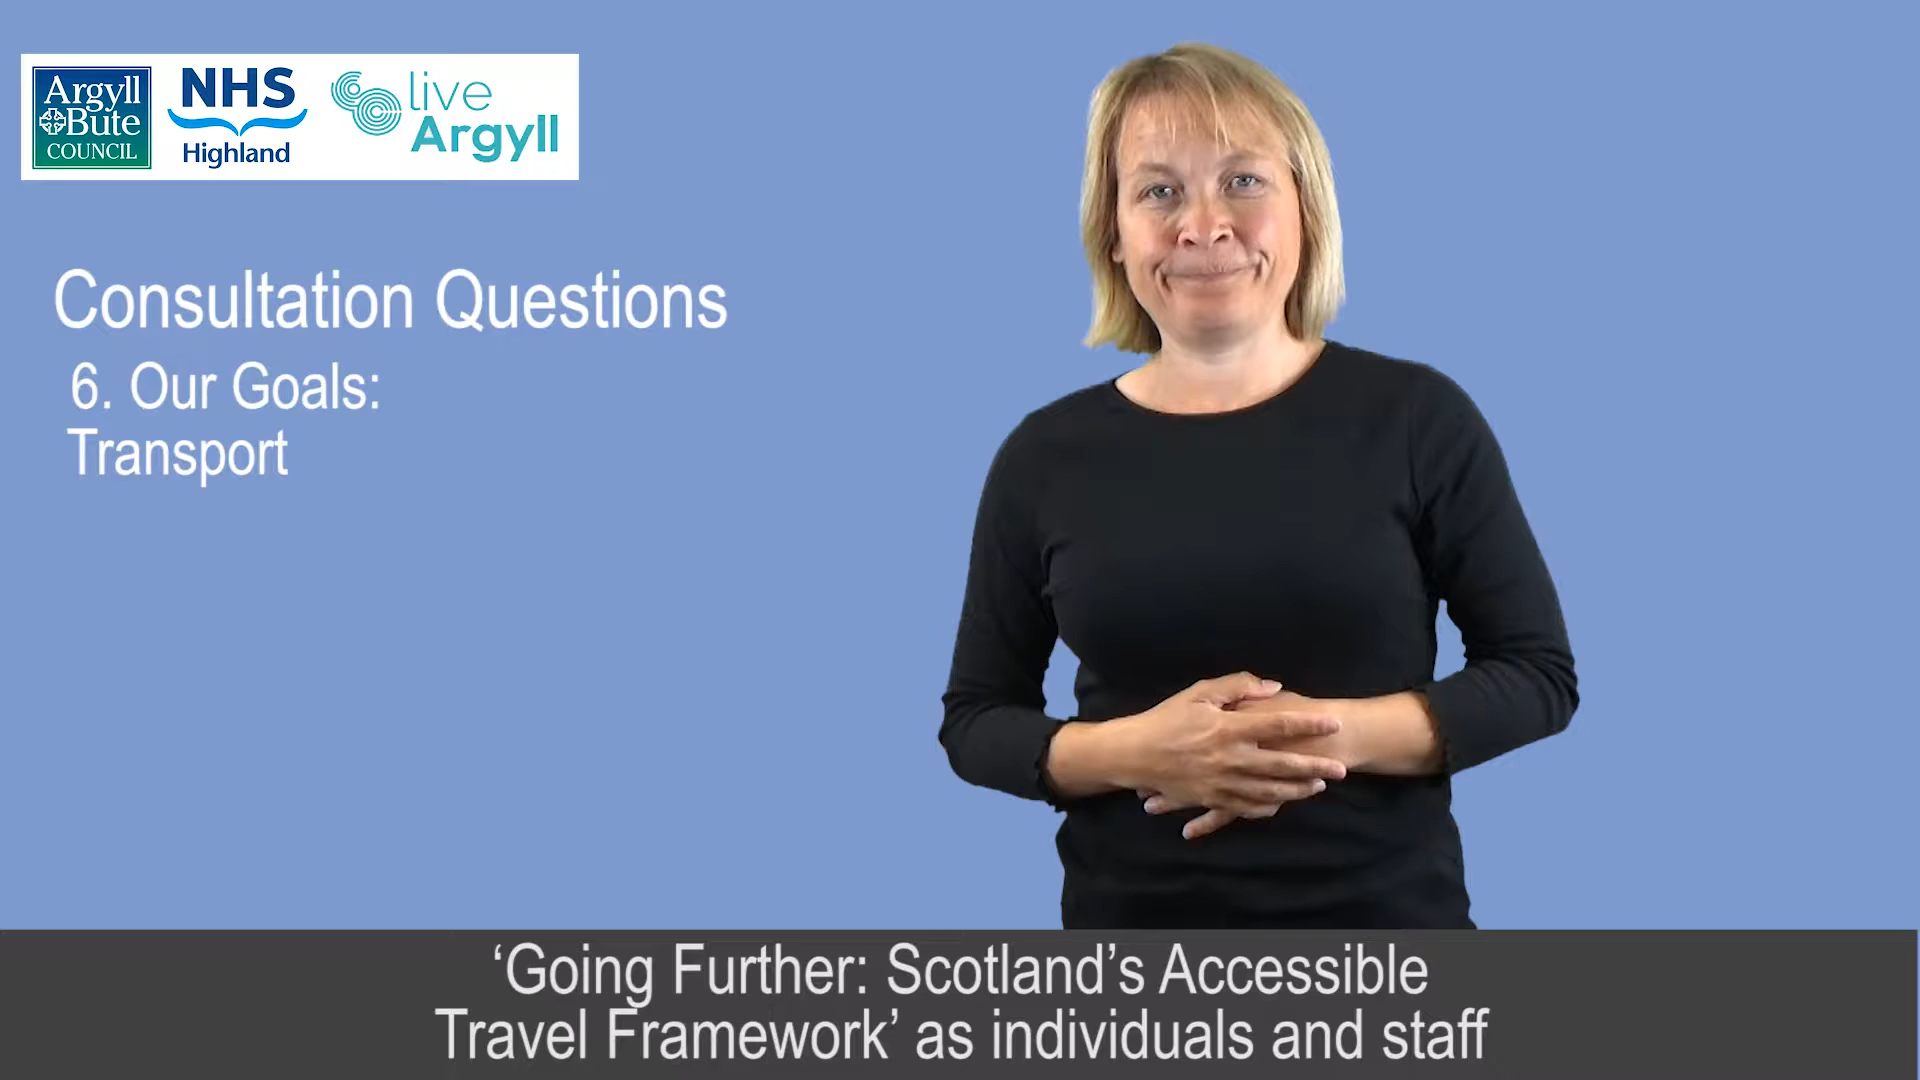 Argyll
& Bute
COUNCIL
NHS
Highland
live
Argyll
Consultation Questions
6. Our Goals:
Transport
‘Going Further: Scotland’s Accessible
Travel Framework’ as individuals and staff